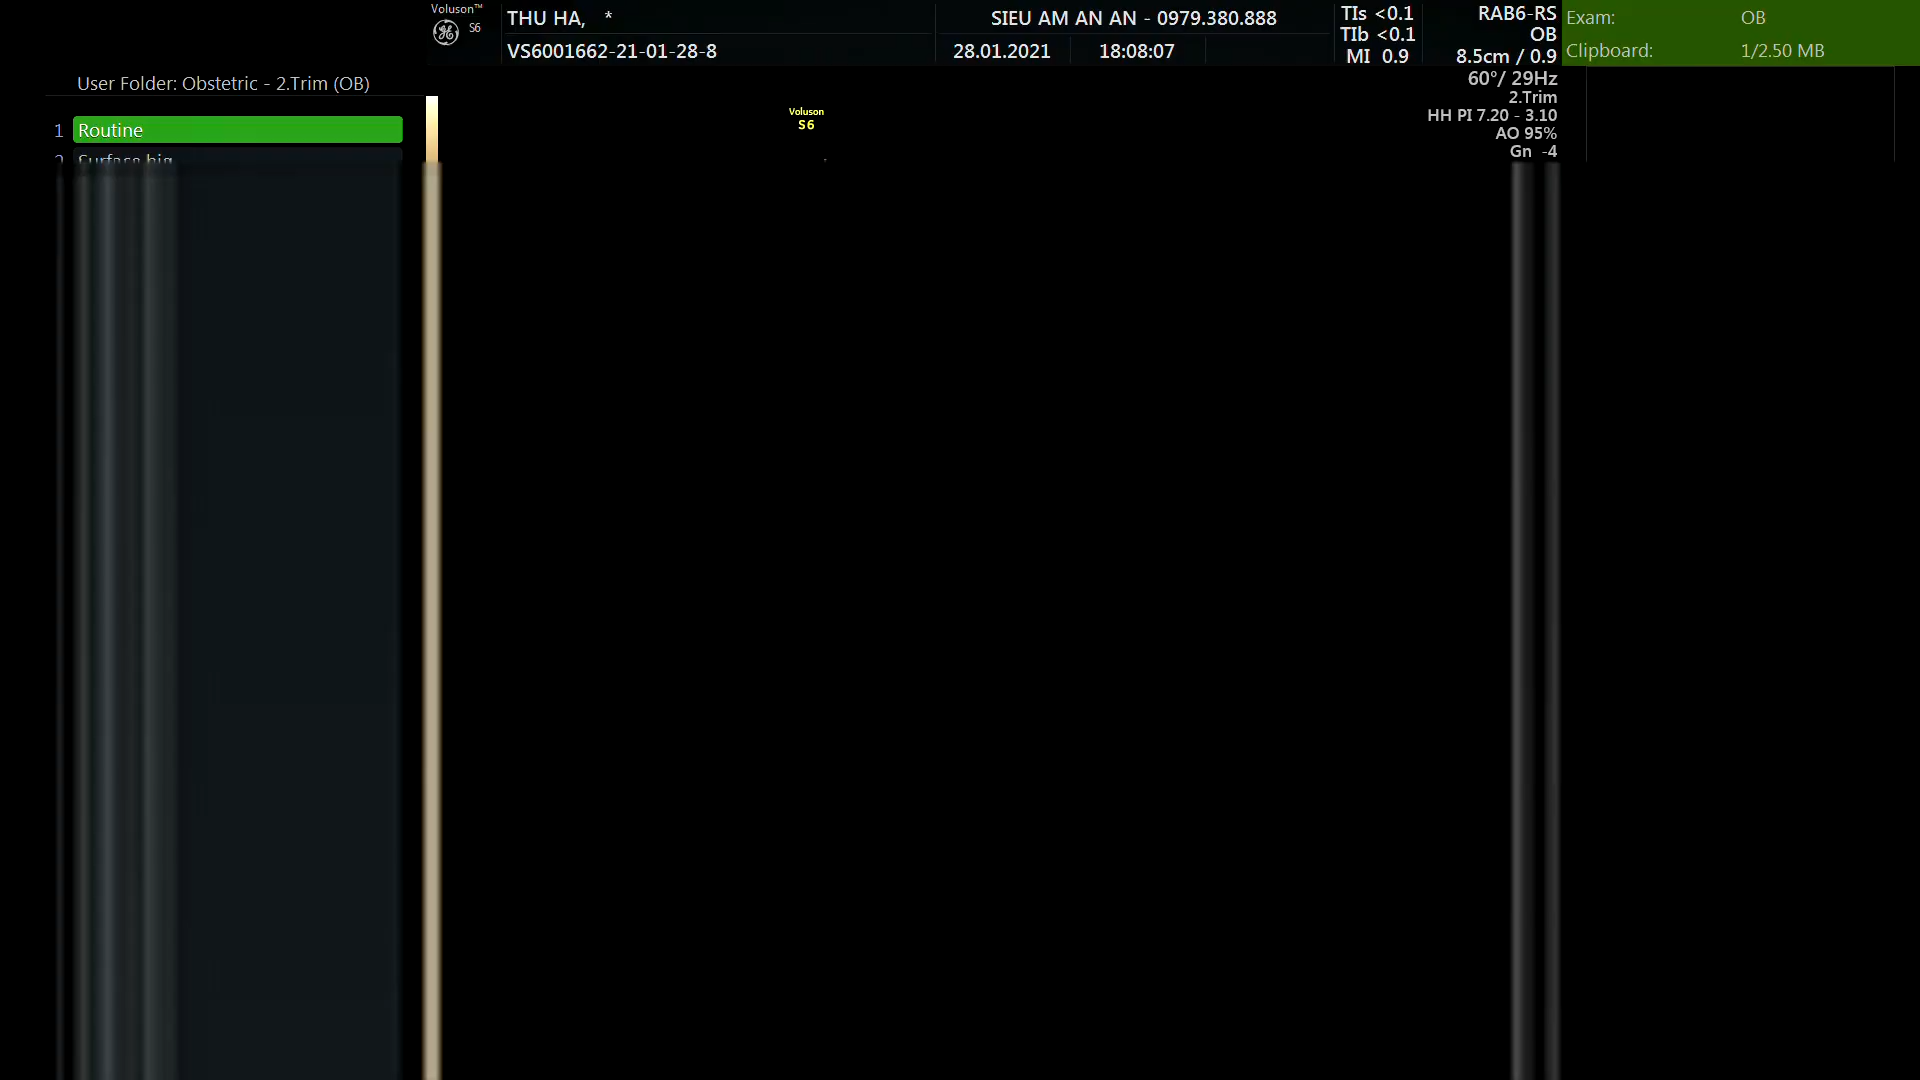 Voluson™
S6
THU HA, *
SIEU AM AN AN - 0979.380.888
VS6001662-21-01-28-8
28.01.2021
18:08:07
TIs <0.1
TIb <0.1
MI 0.9
RAB6-RS
OB
8.5cm / 0.9
60°/ 29Hz
2.Trim
HH PI 7.20 - 3.10
AO 95%
Gn -4
Exam: OB
Clipboard: 1/2.50 MB
User Folder: Obstetric - 2.Trim (OB)
1 Routine
2 Surface big
Voluson
S6